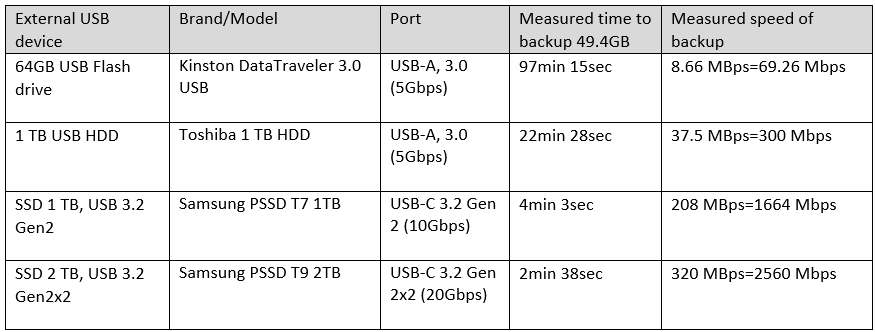 External USB device
Brand/Model
Port
Measured time to backup 49.4GB
Measured speed of backup
64GB USB Flash drive
Kinston DataTraveler 3.0 USB
USB-A, 3.0 (5Gbps)
97min 15sec
8.66 MBps=69.26 Mbps
1 TB USB HDD
Toshiba 1 TB HDD
USB-A, 3.0 (5Gbps)
22min 28sec
37.5 MBps=300 Mbps
SSD 1 TB, USB 3.2 Gen2
Samsung PSSD T7 1TB
USB-C 3.2 Gen 2 (10Gbps)
4min 3sec
208 MBps=1664 Mbps
SSD 2 TB, USB 3.2 Gen2x2
Samsung PSSD T9 2TB
USB-C 3.2 Gen 2x2 (20Gbps)
2min 38sec
320 MBps=2560 Mbps